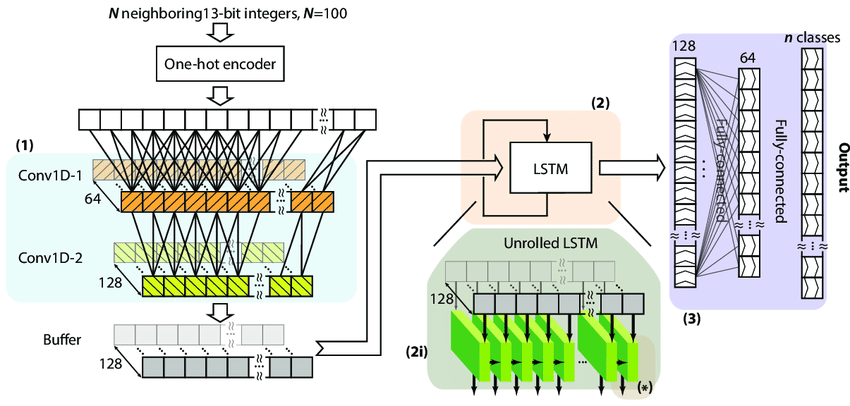 N neighboring13-bit integers, N=100
One-hot encoder
(1)
Conv1D-1
64
Conv1D-2
128
Buffer
128
(2)
LSTM
Unrolled LSTM
128
(2i)
(*)
n classes
128
64
Fully-connected
Fully-connected
Output
(3)